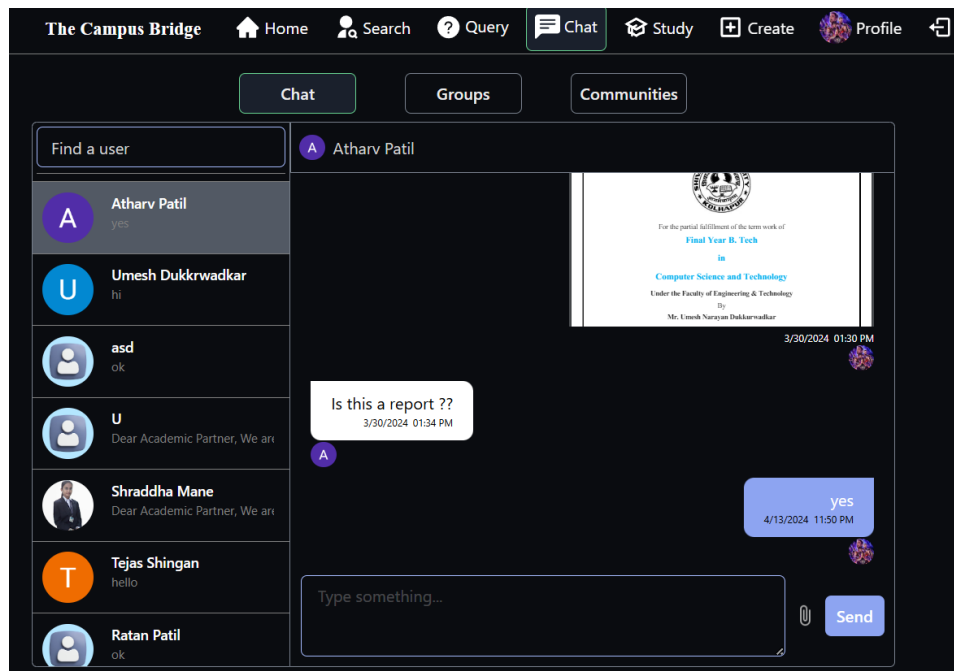 The Campus Bridge Home Search Query Chat Study Create Profile
Chat Groups Communities
Find a user
A Atharv Patil
A Atharv Patil
yes
U Umesh Dukkrwadkar
hi
asd
ok
U
Dear Academic Partner, We are
Shraddha Mane
Dear Academic Partner, We are
T Tejas Shingan
hello
Ratan Patil
ok
KOLHAPUR
For the partial fulfillment of the term work of
Final Year B. Tech
in
Computer Science and Technology
Under the Faculty of Engineering & Technology
By
Mr. Umesh Narayan Dukkurwadkar
3/30/2024 01:30 PM
Is this a report ??
3/30/2024 01:34 PM
A
yes
4/13/2024 11:50 PM
Type something...
Send